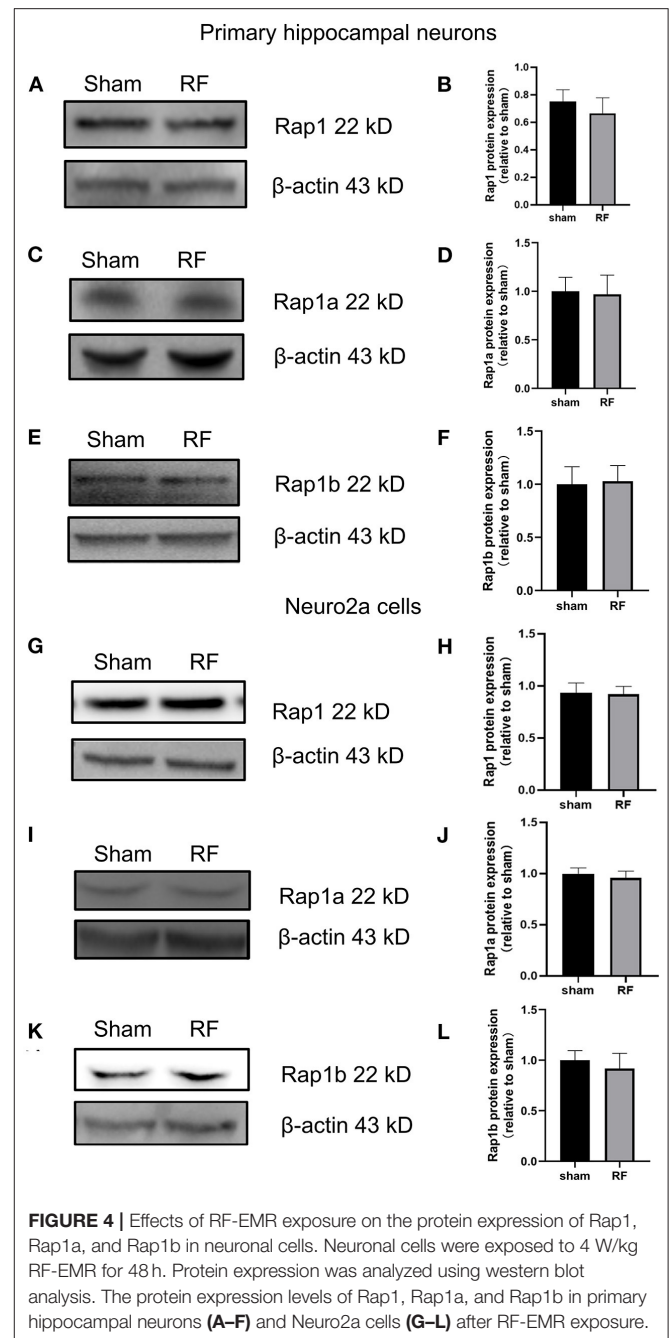 Primary hippocampal neurons
A
Sham RF
Rap1 22 kD
β-actin 43 kD
B
Rap1 protein expression
(relative to sham)
1.0
0.8
0.6
0.4
0.2
0.0
sham RF
C
Sham RF
Rap1a 22 kD
β-actin 43 kD
D
Rap1a protein expression
(relative to sham)
1.5
1.0
0.5
0.0
sham RF
E
Sham RF
Rap1b 22 kD
β-actin 43 kD
F
Rap1b protein expression
(relative to sham)
1.5
1.0
0.5
0.0
sham RF
Neuro2a cells
G
Sham RF
Rap1 22 kD
β-actin 43 kD
H
Rap1 protein expression
(relative to sham)
1.5
1.0
0.5
0.0
sham RF
I
Sham RF
Rap1a 22 kD
β-actin 43 kD
J
Rap1a protein expression
(relative to sham)
1.5
1.0
0.5
0.0
sham RF
K
Sham RF
Rap1b 22 kD
β-actin 43 kD
L
Rap1b protein expression
(relative to sham)
1.5
1.0
0.5
0.0
sham RF
FIGURE 4 | Effects of RF-EMR exposure on the protein expression of Rap1,
Rap1a, and Rap1b in neuronal cells. Neuronal cells were exposed to 4 W/kg
RF-EMR for 48 h. Protein expression was analyzed using western blot
analysis. The protein expression levels of Rap1, Rap1a, and Rap1b in primary
hippocampal neurons (A–F) and Neuro2a cells (G–L) after RF-EMR exposure.